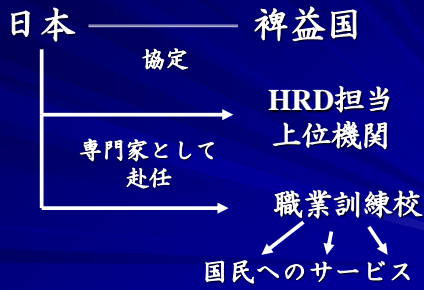 日本
裨益国
協定
HRD担当
上位機関
専門家として
赴任
職業訓練校
国民へのサービス